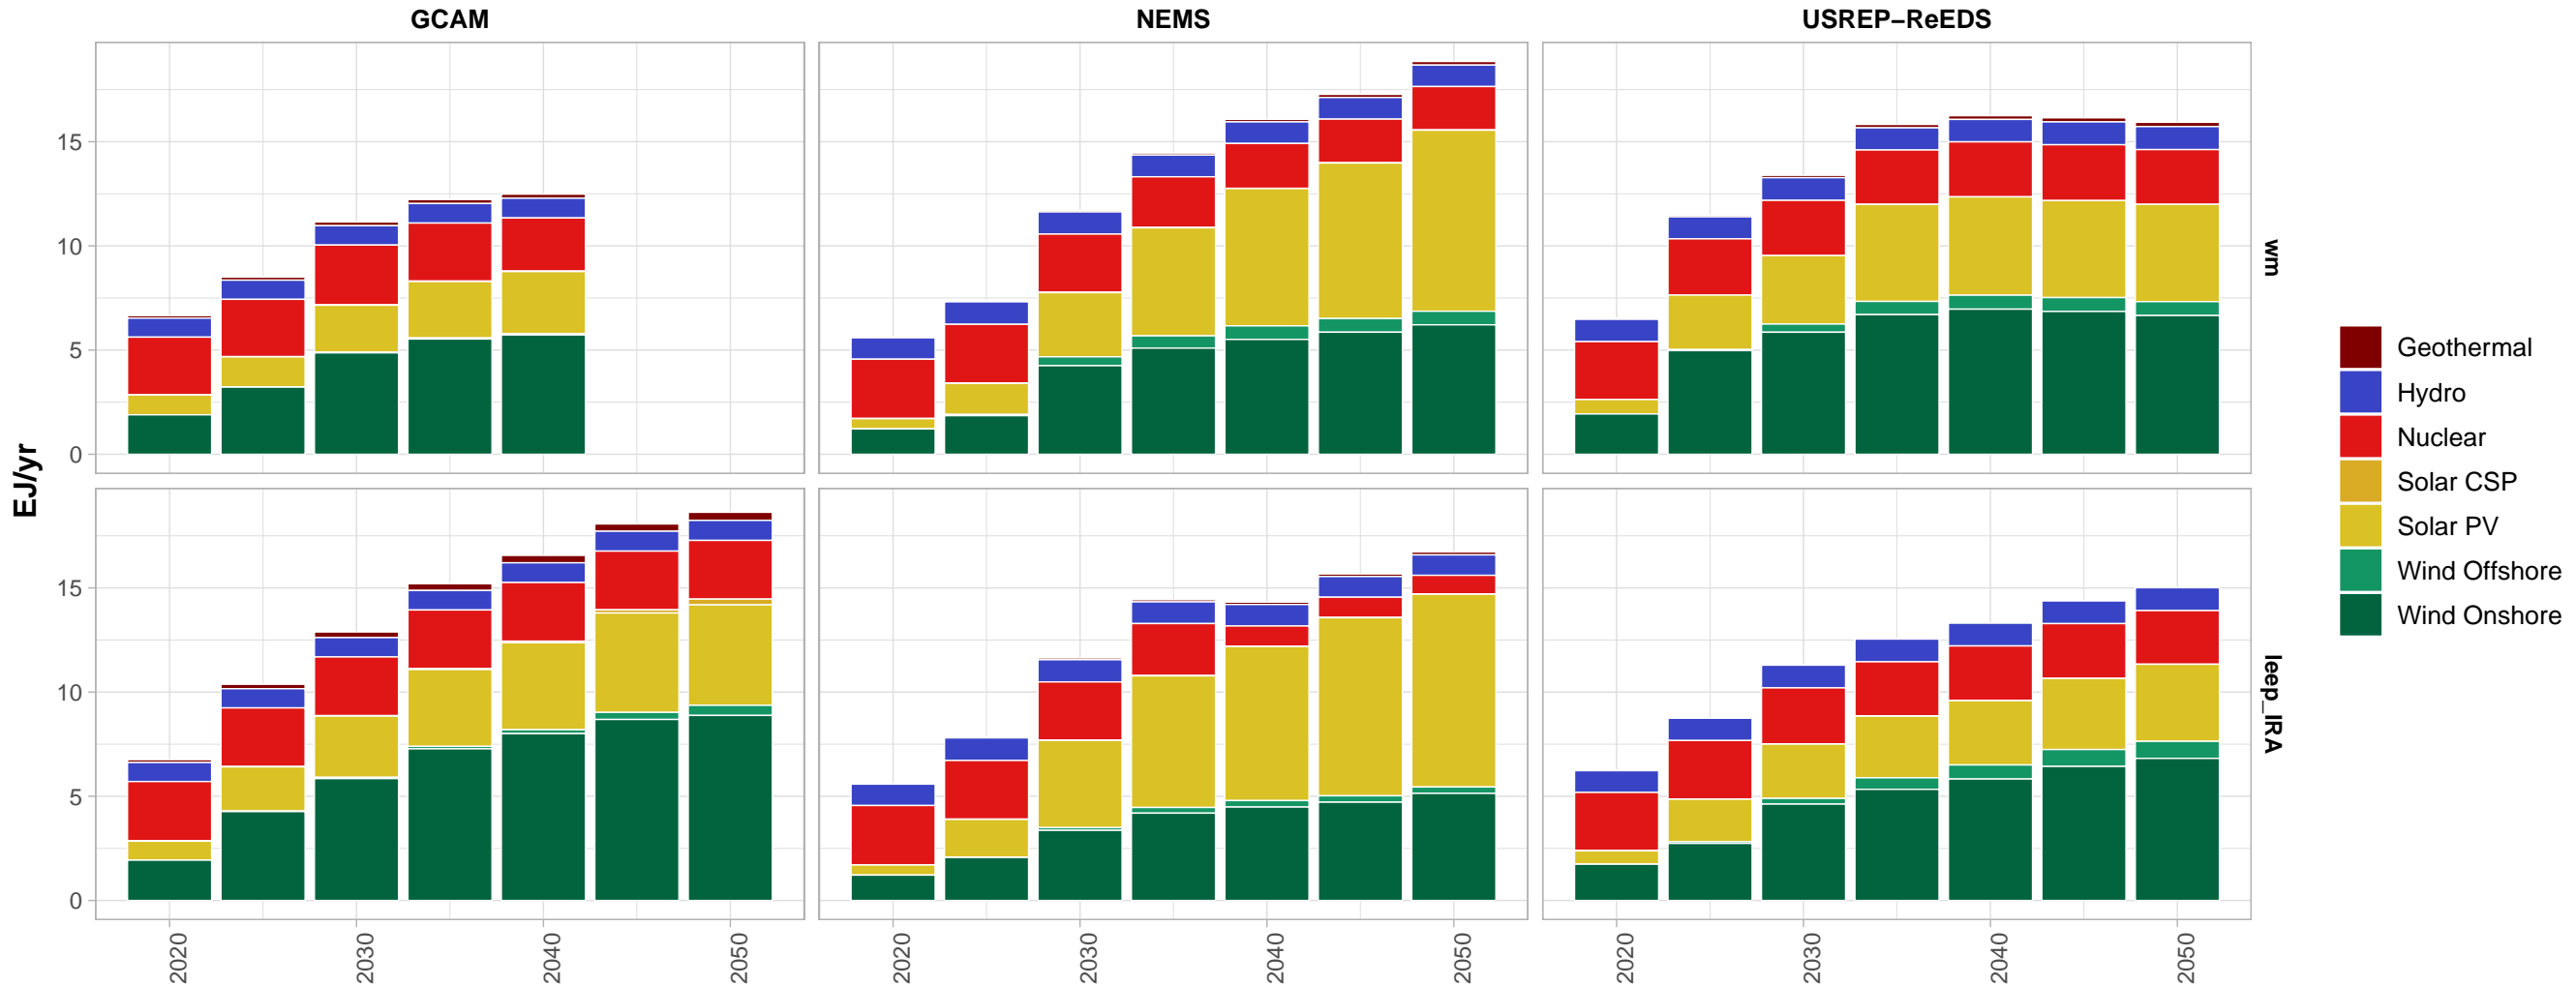 GCAM
NEMS
USREP–ReEDS
EJ/yr
15
10
5
0
wm
15
10
5
0
leep_IRA
2020
2030
2040
2050
2020
2030
2040
2050
2020
2030
2040
2050
Geothermal
Hydro
Nuclear
Solar CSP
Solar PV
Wind Offshore
Wind Onshore